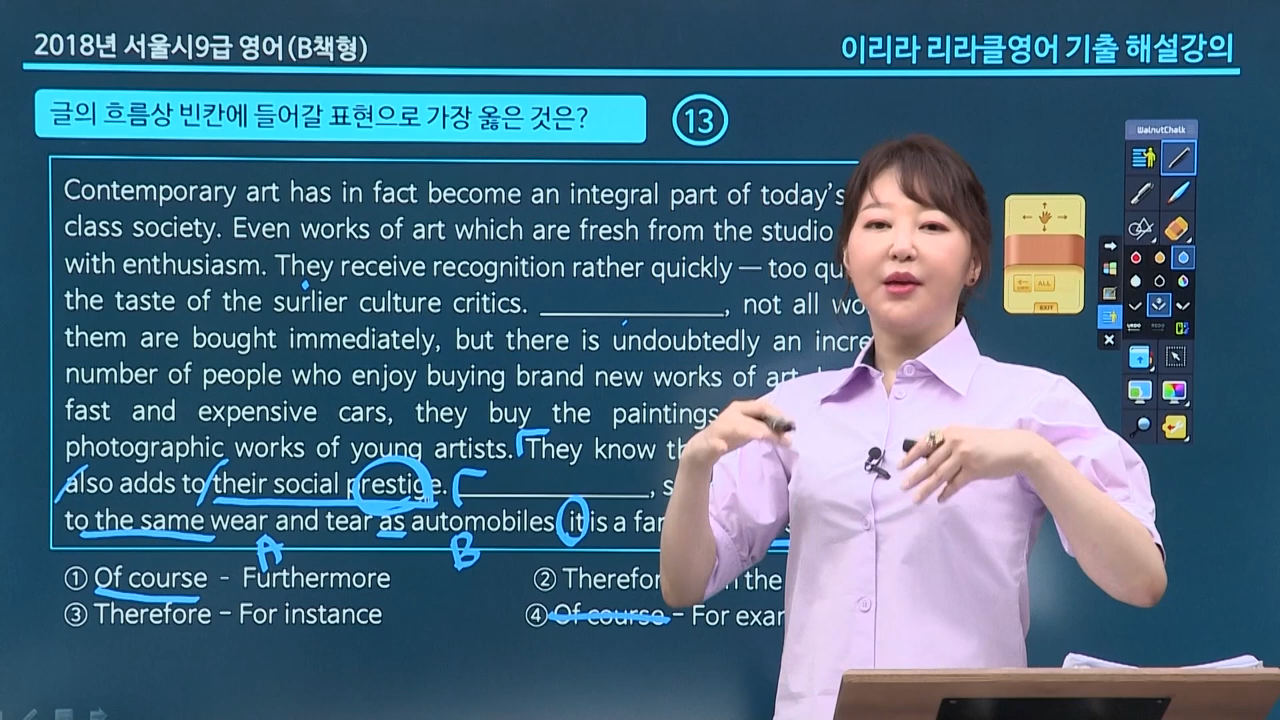 2018년 서울시9급 영어(B책형)
이리라 리라클영어 기출 해설강의
글의 흐름상 빈칸에 들어갈 표현으로 가장 옳은 것은?
13
WalnutChalk
Contemporary art has in fact become an integral part of today's
class society. Even works of art which are fresh from the studio
with enthusiasm. They receive recognition rather quickly — too
the taste of the surlier culture critics. ____________, not all
them are bought immediately, but there is undoubtedly an
number of people who enjoy buying brand new works of art
fast and expensive cars, they buy the paintings
photographic works of young artists. They know
also adds to their social prestige. ____________,
to the same wear and tear as automobiles, it is a
A
B
① Of course - Furthermore
② the
③ Therefore - For instance
④ Of course - For
ALL
EXIT
UNDO
REDO